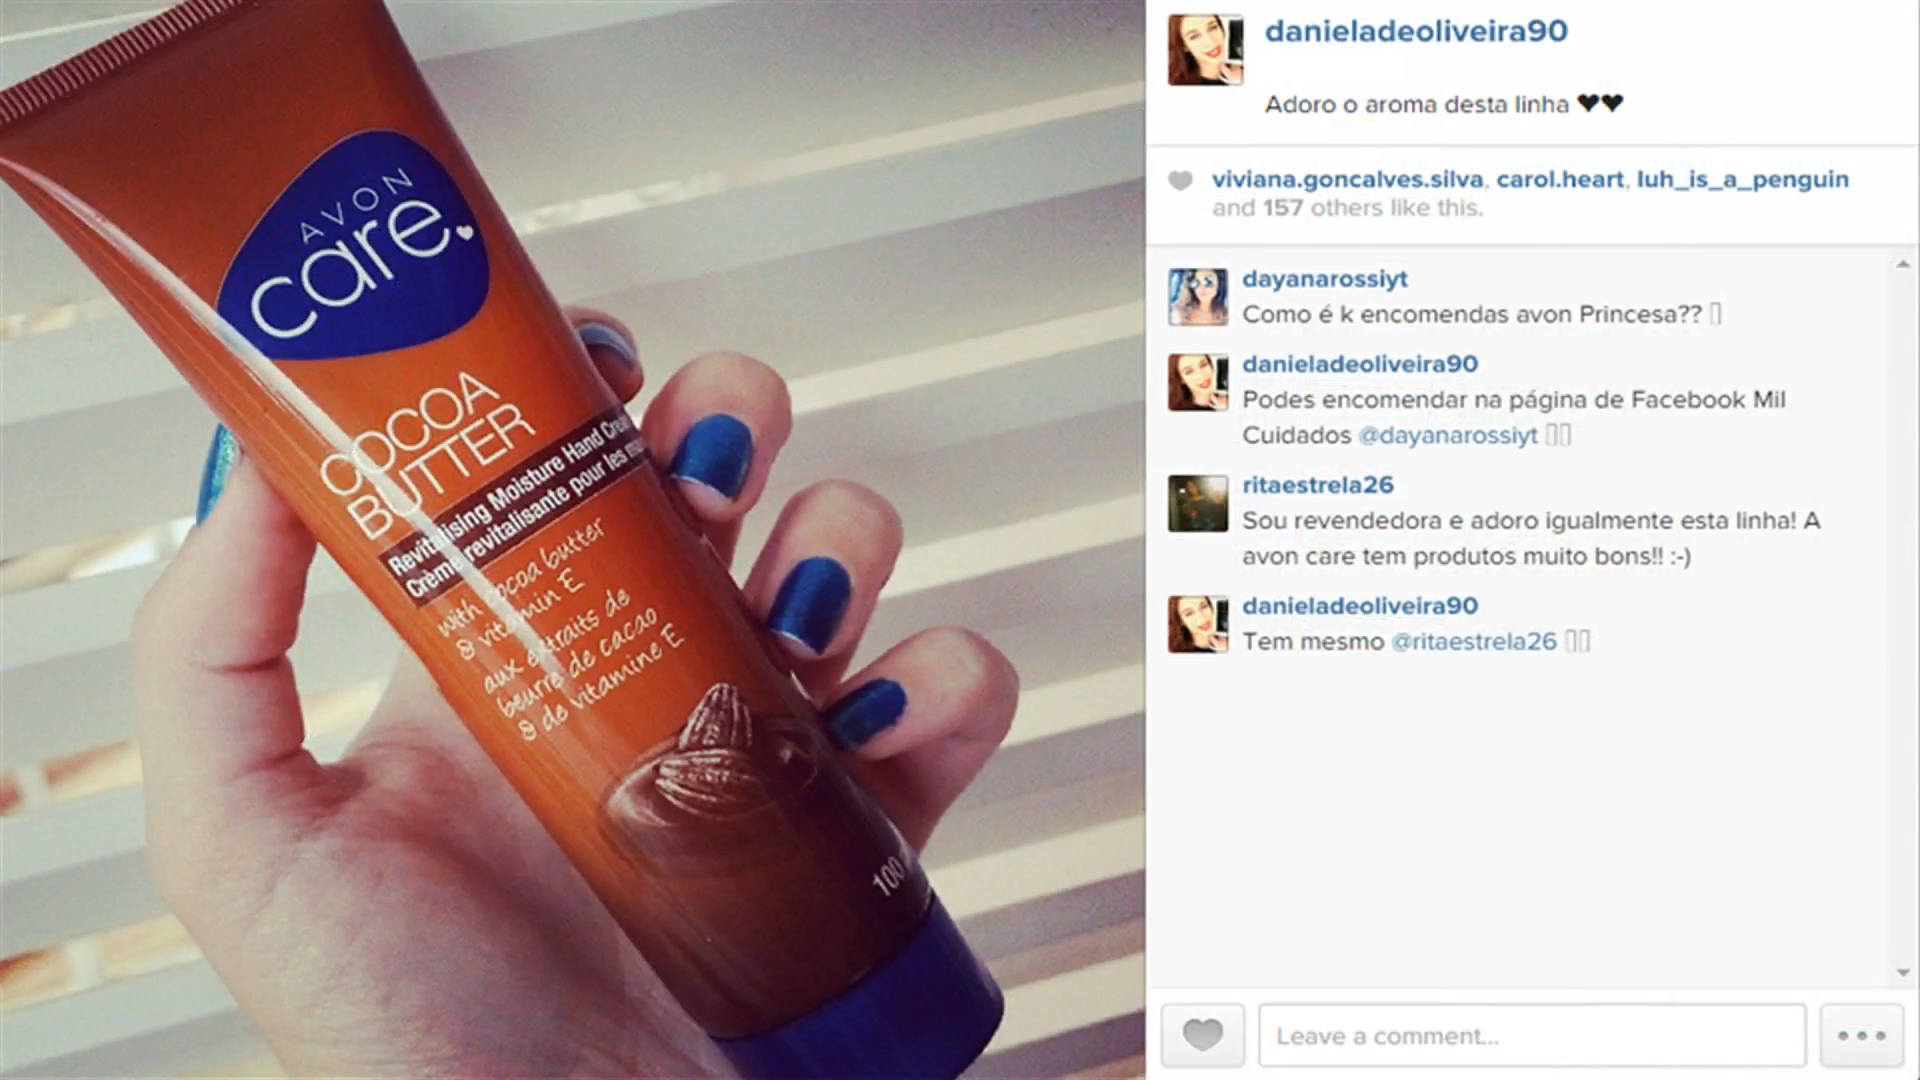 AVON
care.
COCOA
BUTTER
Revitalising Moisture Hand Cream
Crème revitalisante pour les
with cocoa butter
& vitamin E
aux extraits de
beurre de cacao
& de vitamine E
100
danieladeoliveira90
Adoro o aroma desta linha ❤❤
viviana.goncalves.silva, carol.heart, luh_is_a_penguin
and 157 others like this.
dayanarossiyt
Como é k encomendas avon Princesa??
danieladeoliveira90
Podes encomendar na página de Facebook Mil
Cuidados @dayanarossiyt
ritaestrela26
Sou revendedora e adoro igualmente esta linha! A
avon care tem produtos muito bons!! :-)
danieladeoliveira90
Tem mesmo @ritaestrela26
Leave a comment...